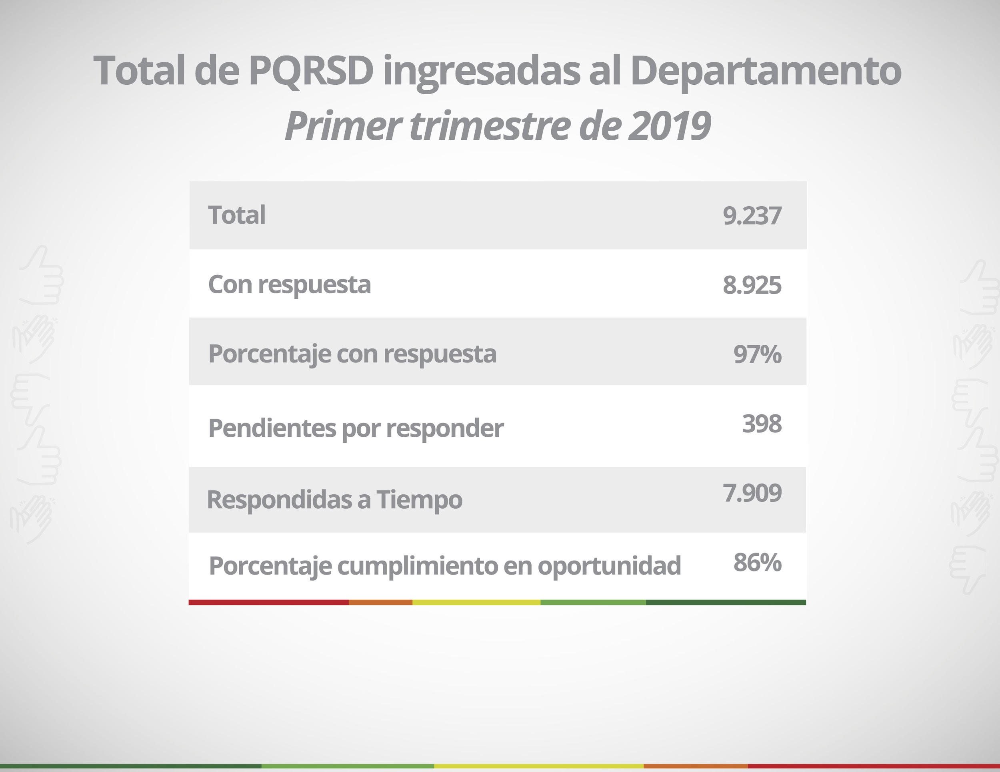 Total de PQRSD ingresadas al Departamento
Primer trimestre de 2019
Total 9.237
Con respuesta 8.925
Porcentaje con respuesta 97%
Pendientes por responder 398
Respondidas a Tiempo 7.909
Porcentaje cumplimiento en oportunidad 86%